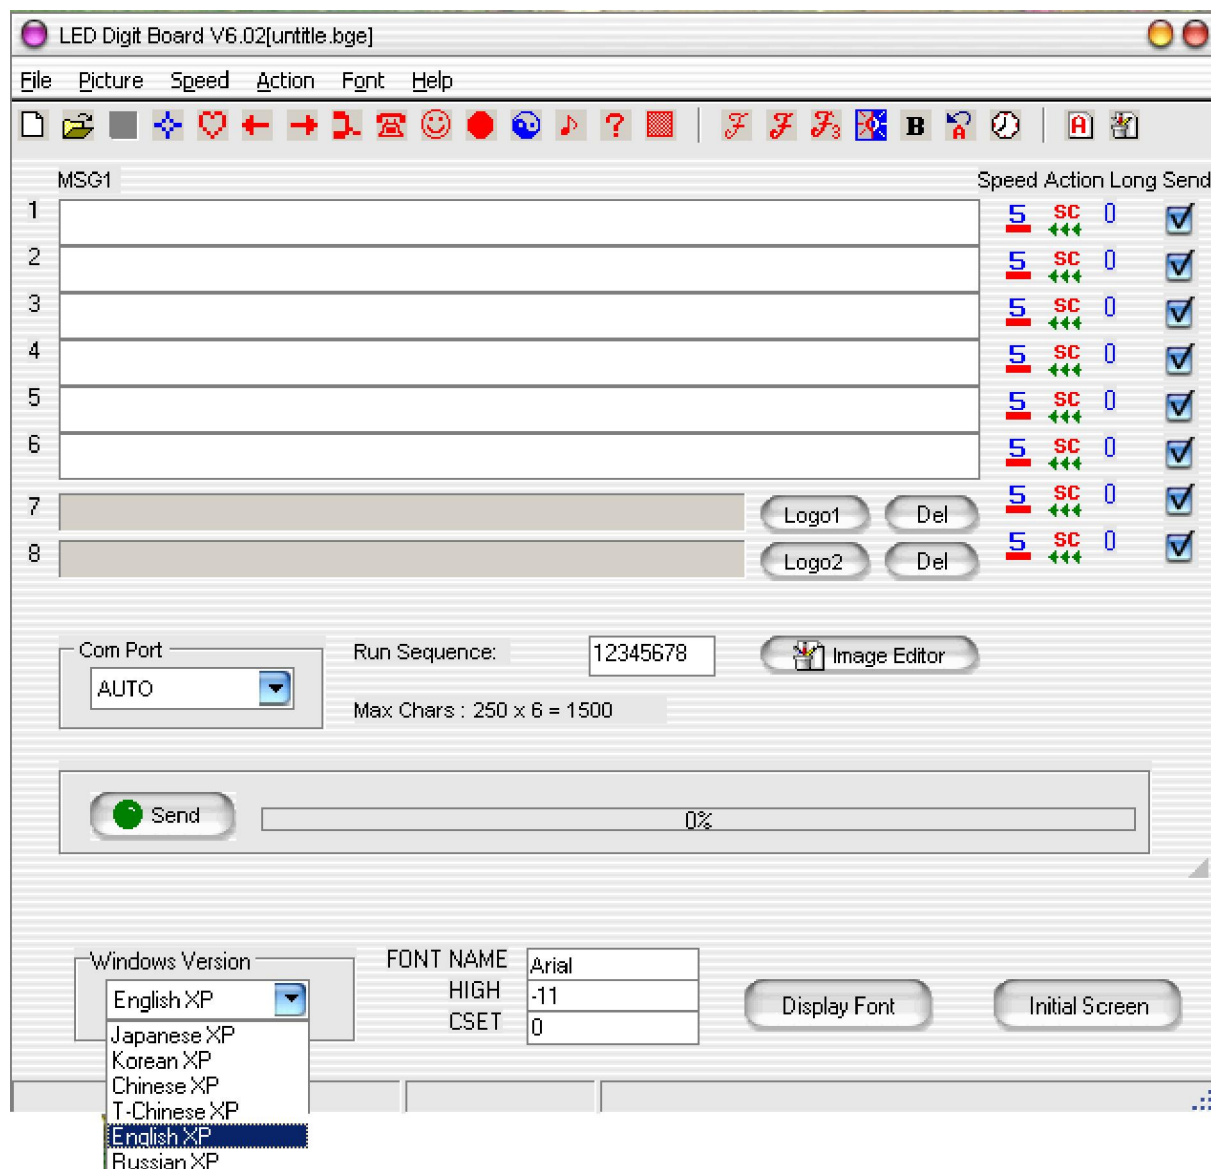 LED Digit Board V6.02[untitle.bge]
File Picture Speed Action Font Help
MSG1 Speed Action Long Send
1 5 SC 0
2 5 SC 0
3 5 SC 0
4 5 SC 0
5 5 SC 0
6 5 SC 0
7 Logo1 Del 5 SC 0
8 Logo2 Del 5 SC 0
Com Port
AUTO
Run Sequence: 12345678 Image Editor
Max Chars : 250 x 6 = 1500
Send 0%
Windows Version
English XP
FONT NAME Arial
HIGH -11
CSET 0
Display Font Initial Screen
Japanese XP
Korean XP
Chinese XP
T-Chinese XP
English XP
Russian XP